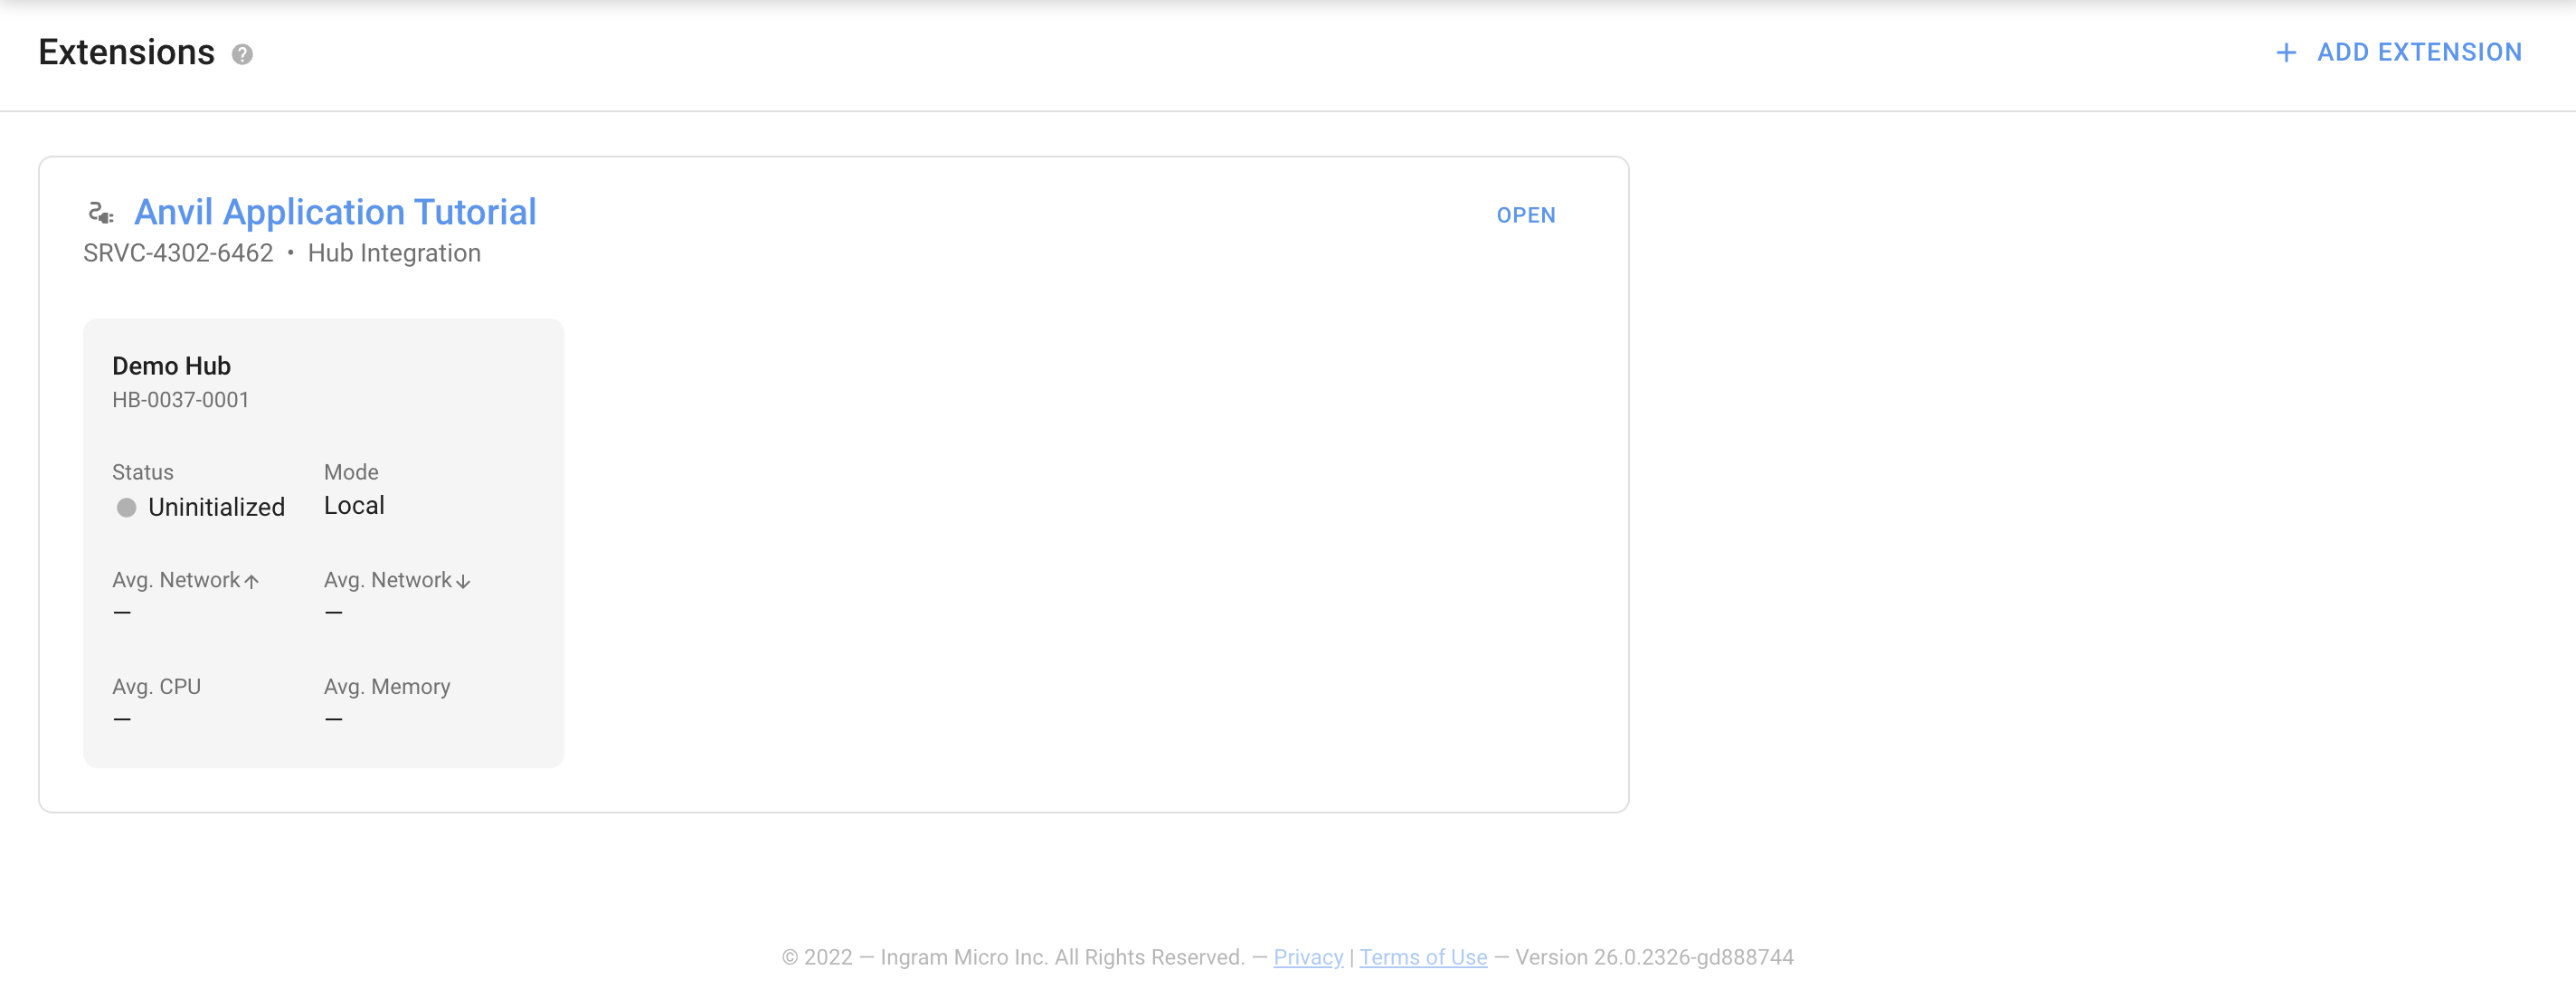 Extensions ?
+ ADD EXTENSION
Anvil Application Tutorial
OPEN
SRVC-4302-6462 • Hub Integration
Demo Hub
HB-0037-0001
Status Mode
Uninitialized Local
Avg. Network↑ Avg. Network↓
— —
Avg. CPU Avg. Memory
— —
© 2022 — Ingram Micro Inc. All Rights Reserved. — Privacy | Terms of Use — Version 26.0.2326-gd888744